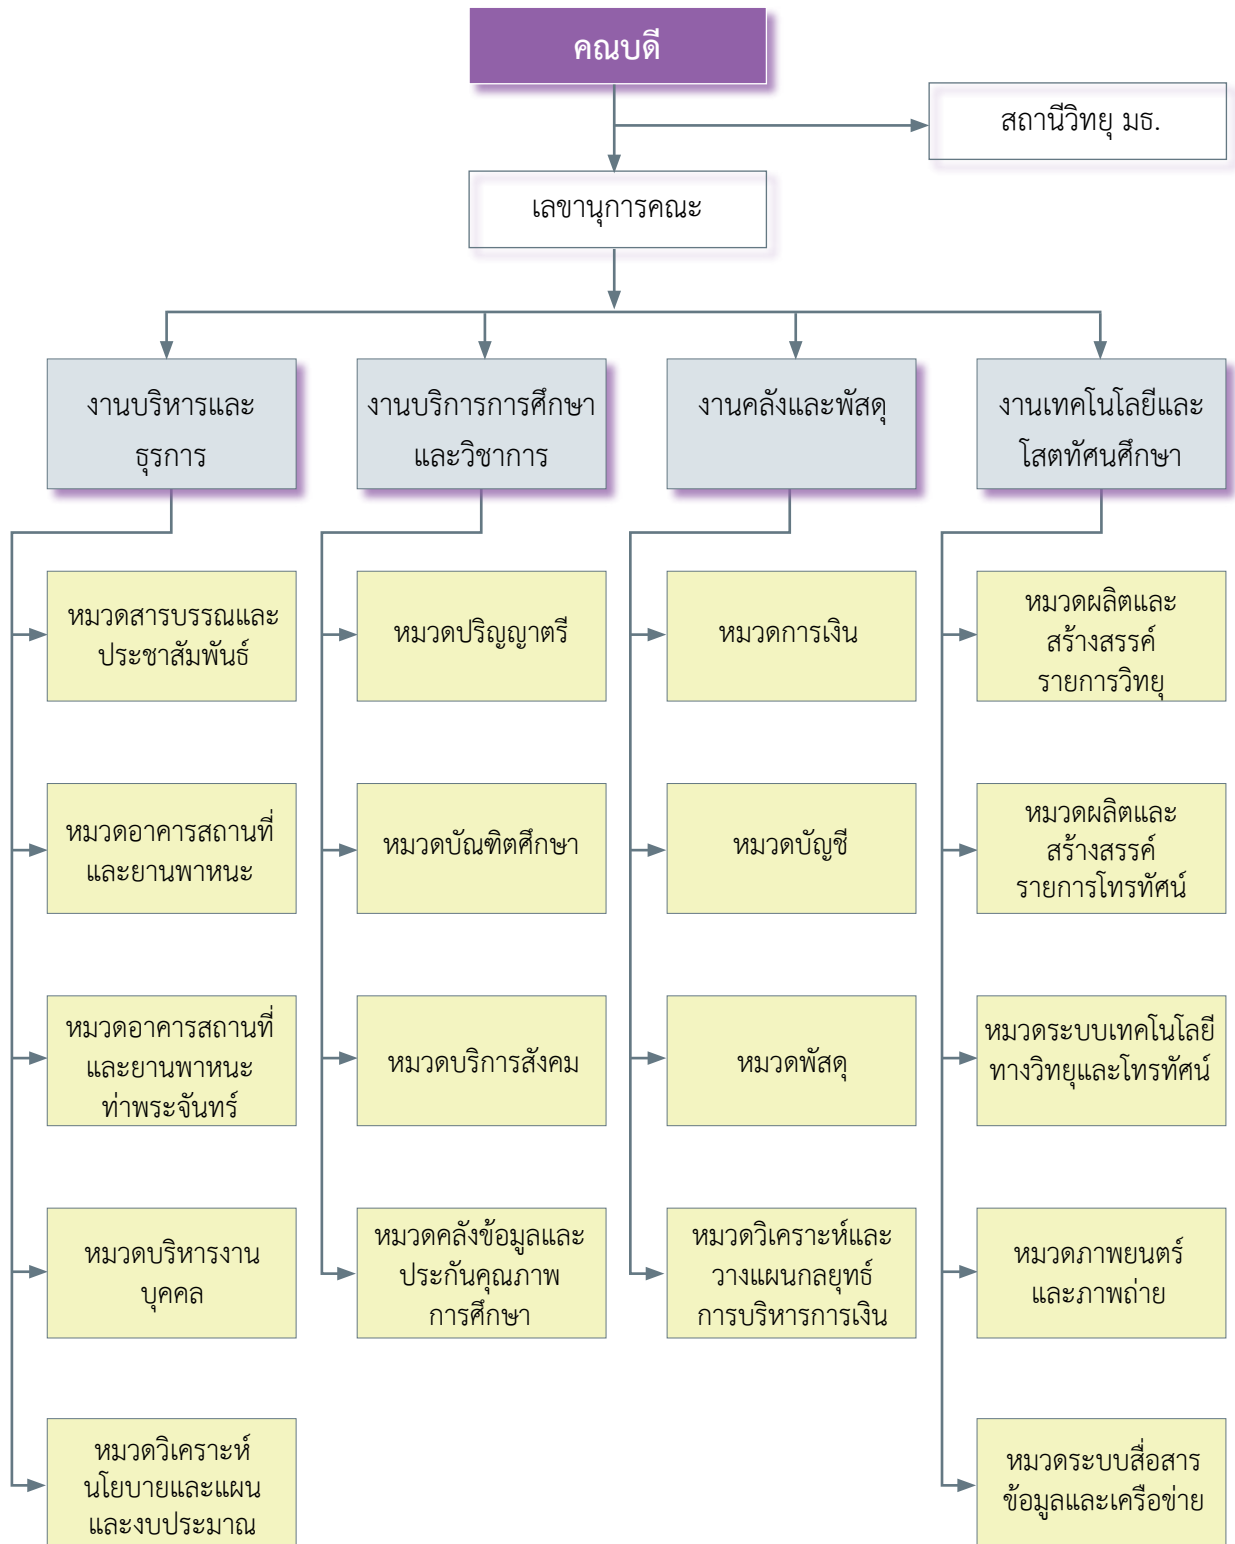 คณบดี
สถานีวิทยุ มธ.
เลขานุการคณะ
งานบริหารและ
ธุรการ
งานบริการการศึกษา
และวิชาการ
งานคลังและพัสดุ
งานเทคโนโลยีและ
โสตทัศนศึกษา
หมวดสารบรรณและ
ประชาสัมพันธ์
หมวดปริญญาตรี
หมวดการเงิน
หมวดผลิตและ
สร้างสรรค์
รายการวิทยุ
หมวดอาคารสถานที่
และยานพาหนะ
หมวดบัณฑิตศึกษา
หมวดบัญชี
หมวดผลิตและ
สร้างสรรค์
รายการโทรทัศน์
หมวดอาคารสถานที่
และยานพาหนะ
ท่าพระจันทร์
หมวดบริการสังคม
หมวดพัสดุ
หมวดระบบเทคโนโลยี
ทางวิทยุและโทรทัศน์
หมวดบริหารงาน
บุคคล
หมวดคลังข้อมูลและ
ประกันคุณภาพ
การศึกษา
หมวดวิเคราะห์และ
วางแผนกลยุทธ์
การบริหารการเงิน
หมวดภาพยนตร์
และภาพถ่าย
หมวดวิเคราะห์
นโยบายและแผน
และงบประมาณ
หมวดระบบสื่อสาร
ข้อมูลและเครือข่าย